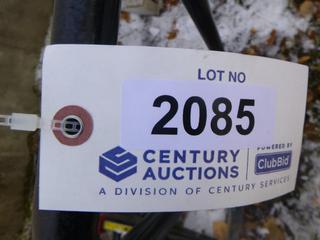 LOT NO
2085
CENTURY AUCTIONS
POWERED BY
ClubBid
A DIVISION OF CENTURY SERVICES